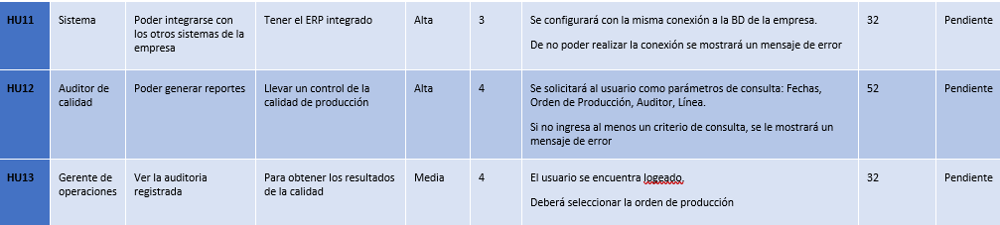 HU11 Sistema Poder integrarse con Tener el ERP integrado Alta 3 Se configurará con la misma conexión a la BD de la empresa. 32 Pendiente
los otros sistemas de la
empresa De no poder realizar la conexión se mostrará un mensaje de error
HU12 Auditor de Poder generar reportes Llevar un control de la Alta 4 Se solicitará al usuario como parámetros de consulta: Fechas, 52 Pendiente
calidad calidad de producción Orden de Producción, Auditor, Línea.
Si no ingresa al menos un criterio de consulta, se le mostrará un
mensaje de error
HU13 Gerente de Ver la auditoria Para obtener los resultados Media 4 El usuario se encuentra logeado. 32 Pendiente
operaciones registrada de la calidad
Deberá seleccionar la orden de producción